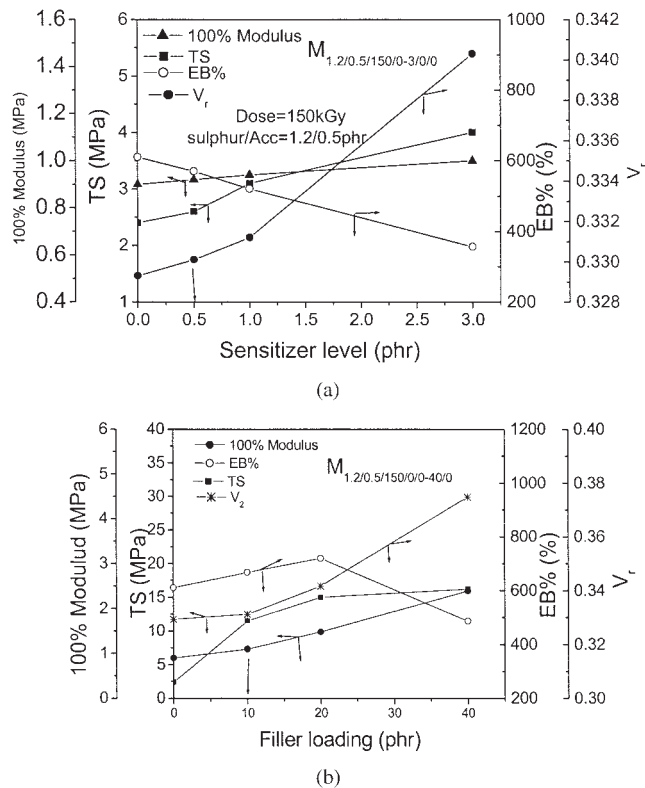 100% Modulus
TS
EB%
Vr
M1.2/0.5/150/0-3/0/0
Dose=150kGy
sulphur/Acc=1.2/0.5phr
100% Modulus (MPa)
1.6
1.4
1.2
1.0
0.8
0.6
0.4
TS (MPa)
6
5
4
3
2
1
EB% (%)
1000
800
600
400
200
Vr
0.342
0.340
0.338
0.336
0.334
0.332
0.330
0.328
0.0 0.5 1.0 1.5 2.0 2.5 3.0
Sensitizer level (phr)
(a)
100% Modulus
EB%
TS
V2
M1.2/0.5/150/0/0-40/0
100% Modulud (MPa)
6
5
4
3
2
1
0
TS (MPa)
40
35
30
25
20
15
10
5
0
EB% (%)
1200
1000
800
600
400
200
Vr
0.40
0.38
0.36
0.34
0.32
0.30
0 10 20 30 40
Filler loading (phr)
(b)